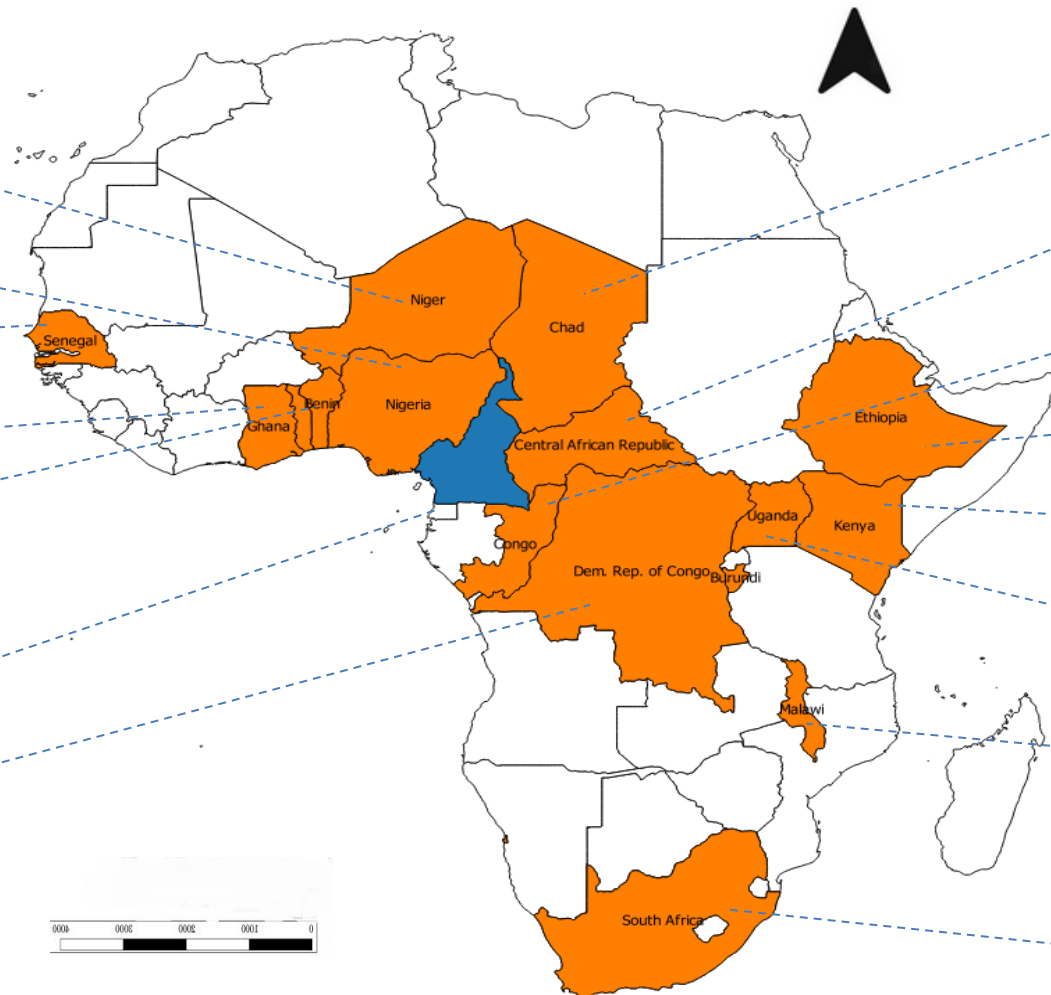 Niger
Chad
Senegal
Benin
Nigeria
Ghana
Ethiopia
Central African Republic
Uganda
Kenya
Congo
Dem. Rep. of Congo
Burundi
Malawi
South Africa
4000 3000 2000 1000 0